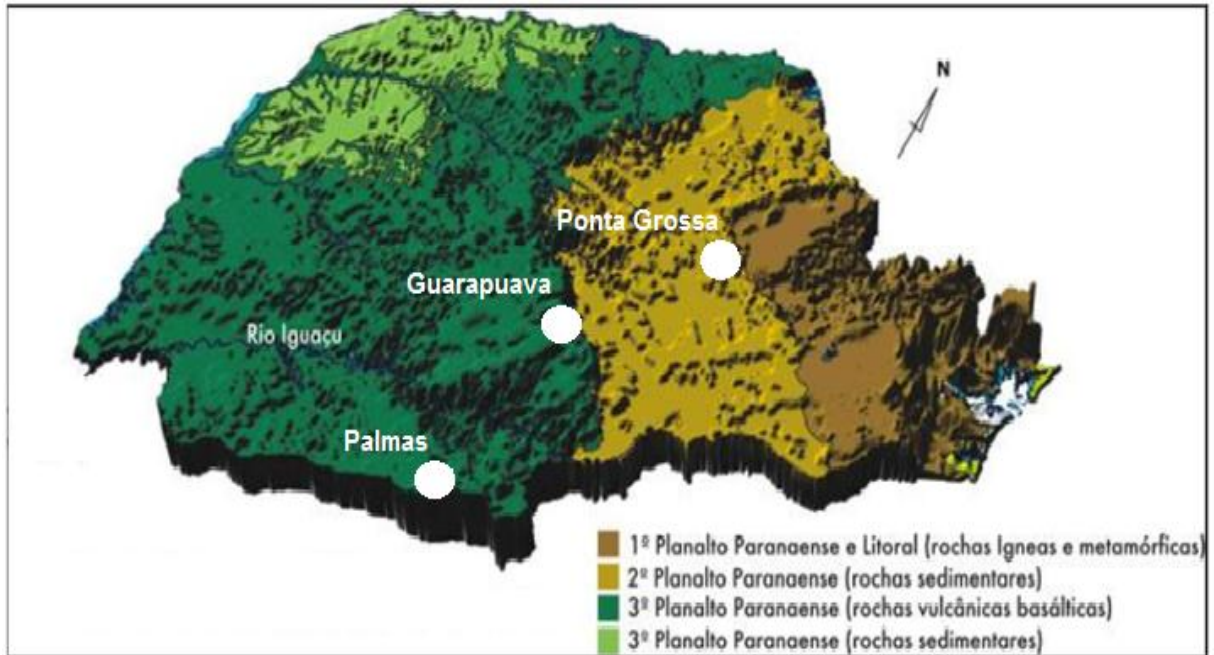 N
Ponta Grossa
Guarapuava
Rio Iguaçu
Palmas
1º Planalto Paranaense e Litoral (rochas Igneas e metamórficas)
2º Planalto Paranaense (rochas sedimentares)
3º Planalto Paranaense (rochas vulcânicas basálticas)
3º Planalto Paranaense (rochas sedimentares)